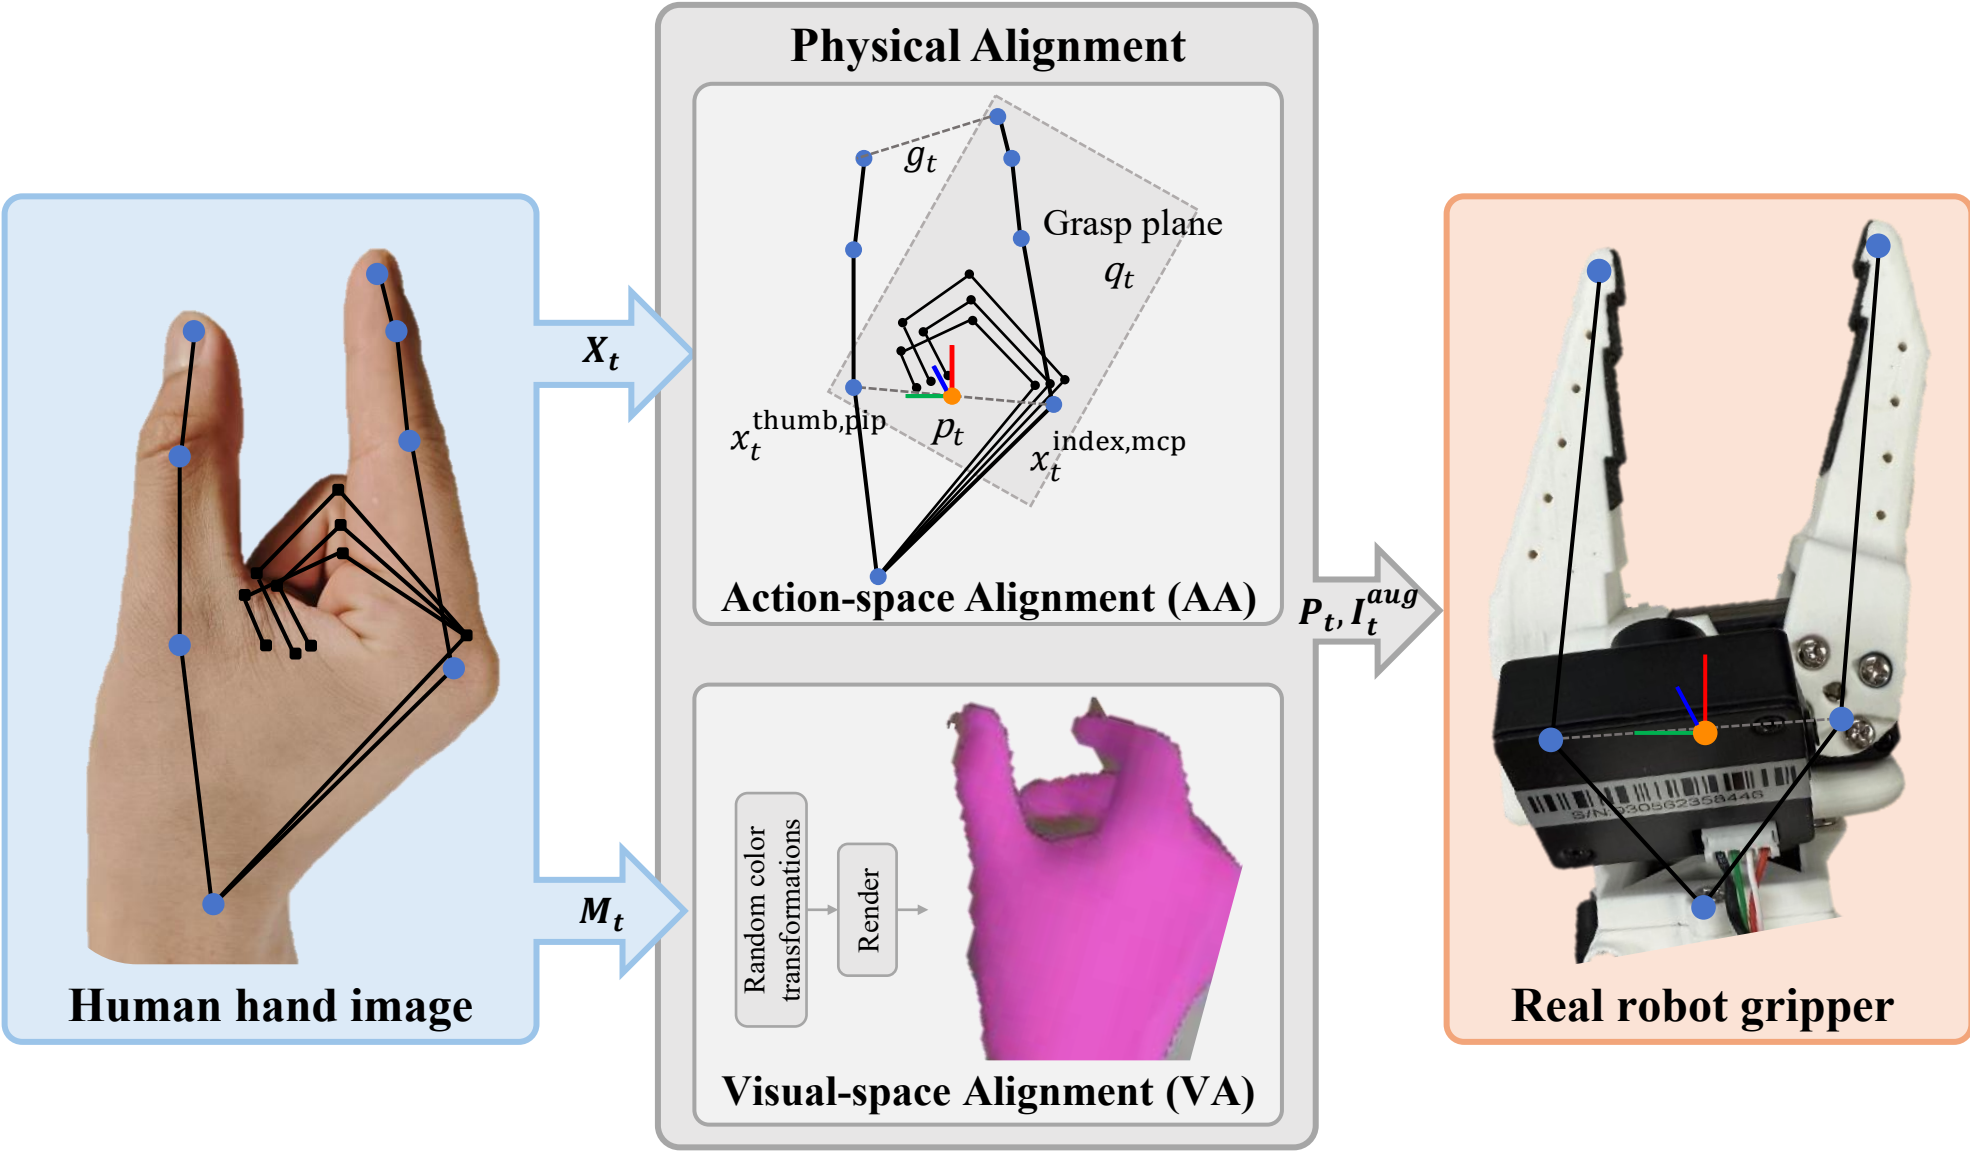 Physical Alignment
g_t
Grasp plane
q_t
x_t^{thumb,pip}
p_t
x_t^{index,mcp}
Action-space Alignment (AA)
X_t
M_t
Human hand image
Random color
transformations
Render
Visual-space Alignment (VA)
P_t, I_t^{aug}
S/N:030562358446
Real robot gripper